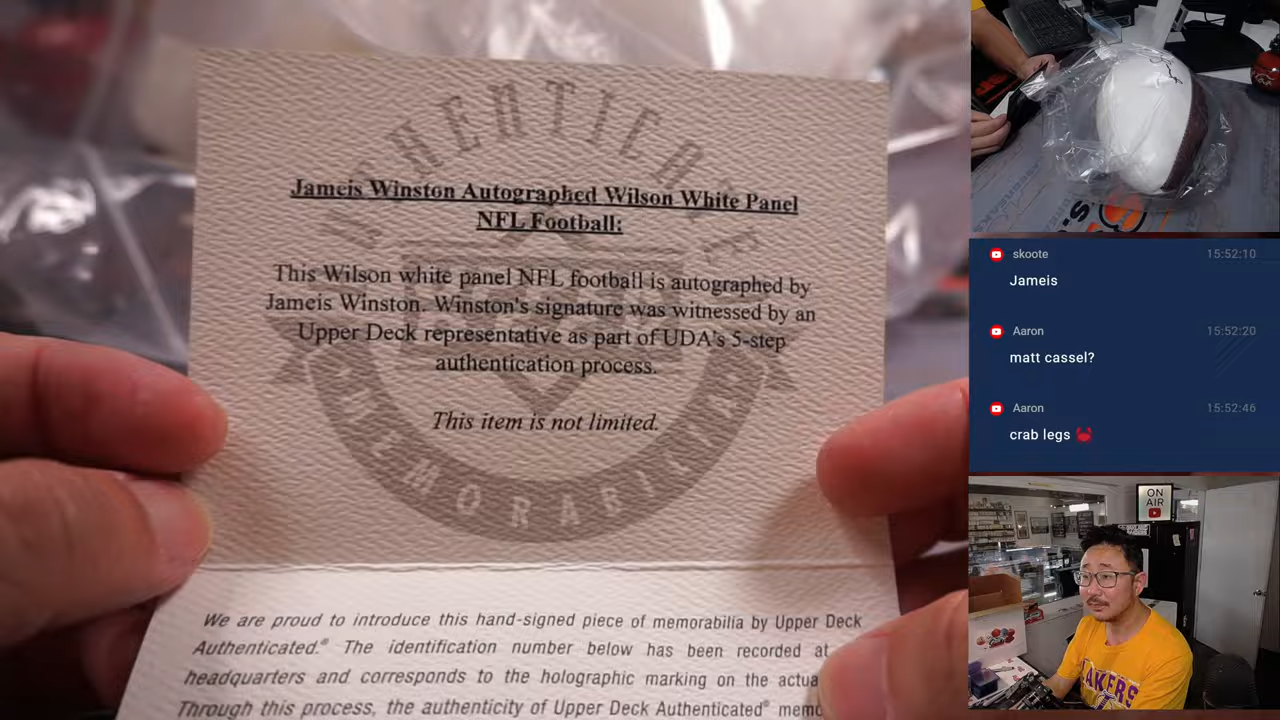 Jameis Winston Autographed Wilson White Panel
NFL Football:
This Wilson white panel NFL football is autographed by
Jameis Winston. Winston's signature was witnessed by an
Upper Deck representative as part of UDA's 5-step
authentication process.
This item is not limited.
MEMORABILIA
We are proud to introduce this hand-signed piece of memorabilia by Upper Deck
Authenticated.® The identification number below has been recorded at
headquarters and corresponds to the holographic marking on the
Through this process, the authenticity of Upper Deck Authenticated®
skoote 15:52:10
Jameis
Aaron 15:52:20
matt cassel?
Aaron 15:52:46
crab legs 🦀
ON
AIR
AKERS